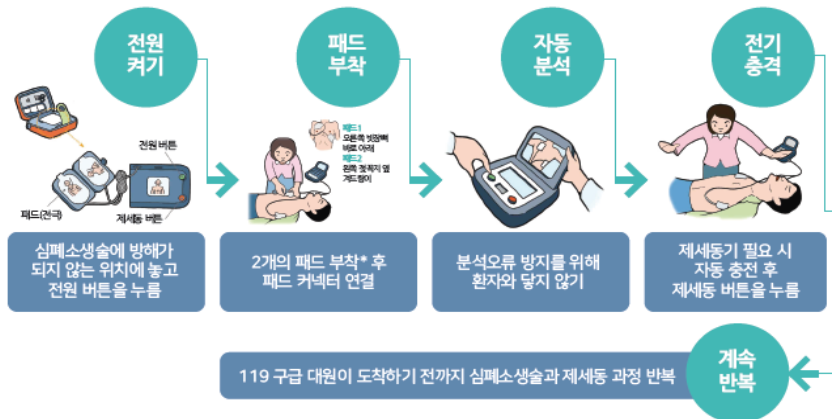 전원
켜기
패드
부착
자동
분석
전기
충격
전원 버튼
패드(전극)
제세동 버튼
패드1
오른쪽 빗장뼈
바로 아래
패드2
왼쪽 젖꼭지 옆
겨드랑이
심폐소생술에 방해가
되지 않는 위치에 놓고
전원 버튼을 누름
2개의 패드 부착* 후
패드 커넥터 연결
분석오류 방지를 위해
환자와 닿지 않기
제세동기 필요 시
자동 충전 후
제세동 버튼을 누름
119 구급 대원이 도착하기 전까지 심폐소생술과 제세동 과정 반복
계속
반복